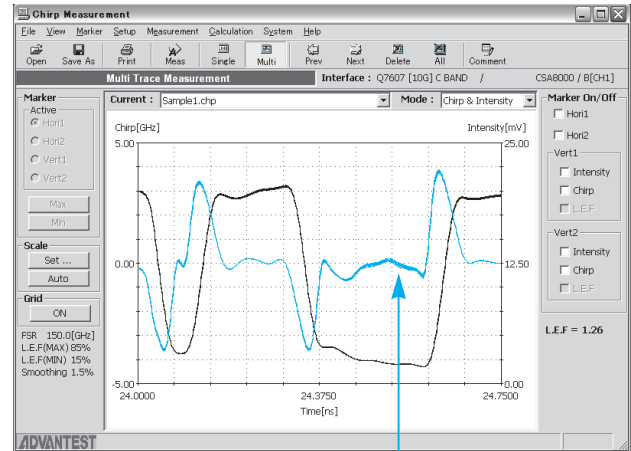 Chirp Measurement
File View Marker Setup Measurement Calculation System Help
Open Save As Print Meas Single Multi Prev Next Delete All Comment
Multi Trace Measurement Interface : Q7607 [10G] C BAND / CSA8000 / B[CH1]
Marker
Active
Hori1
Hori2
Vert1
Vert2
Max
Min
Scale
Set ...
Auto
Grid
ON
FSR 150.0[GHz]
L.E.F(MAX) 85%
L.E.F(MIN) 15%
Smoothing 1.5%
Current : Sample1.chp Mode : Chirp & Intensity
Chirp[GHz] Intensity[mV]
5.00 25.00
0.00 12.50
-5.00 0.00
24.0000 24.3750 24.7500
Time[ns]
Marker On/Off
Hori1
Hori2
Vert1
Intensity
Chirp
L.E.F
Vert2
Intensity
Chirp
L.E.F
L.E.F = 1.26
ADVANTEST